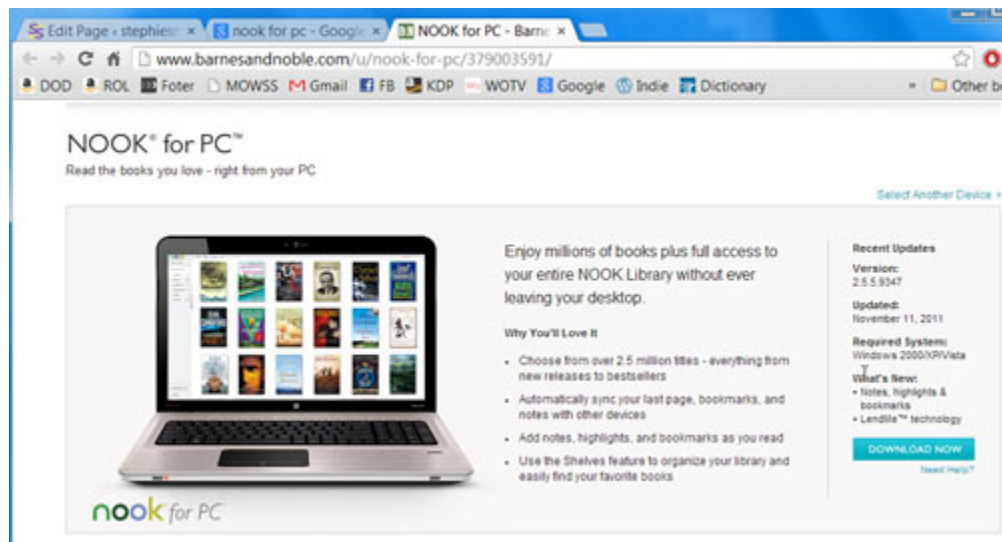 Edit Page ‹ stephies
nook for pc - Googl
NOOK for PC - Barne
www.barnesandnoble.com/u/nook-for-pc/379003591/
DOD ROL Foter MOWSS Gmail FB KDP WOTV Google Indie Dictionary » Other b
NOOK® for PC™
Read the books you love - right from your PC
Select Another Device
Enjoy millions of books plus full access to
your entire NOOK Library without ever
leaving your desktop.
Why You'll Love It
• Choose from over 2.5 million titles - everything from
new releases to bestsellers
• Automatically sync your last page, bookmarks, and
notes with other devices
• Add notes, highlights, and bookmarks as you read
• Use the Shelves feature to organize your library and
easily find your favorite books
Recent Updates
Version:
2.5.5.9347
Updated:
November 11, 2011
Required System:
Windows 2000/XP/Vista
What's New:
• Notes, highlights &
bookmarks
• LendMe™ technology
DOWNLOAD NOW
Need Help?
nook for PC